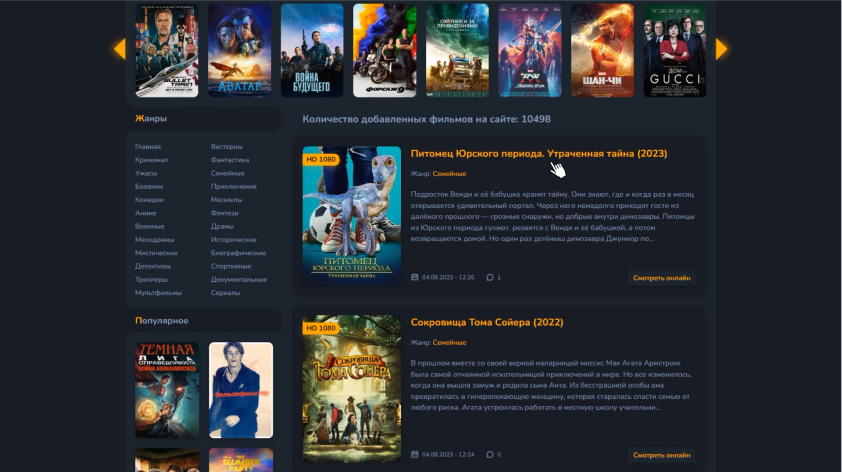 BULLET TRAIN
АВАТАР
ВОЙНА
БУДУЩЕГО
ФОРСАЖ 9
ОХОТНИКИ ЗА
ПРИВИДЕНИЯМИ
ТОР
ШАН-ЧИ
ДОМ
GUCCI
Жанры
Количество добавленных фильмов на сайте: 10498
Главная
Вестерны
Криминал
Фантастика
Ужасы
Семейные
Боевики
Приключения
Комедии
Мюзиклы
Аниме
Фэнтези
Военные
Драмы
Мелодрамы
Исторические
Мистические
Биографические
Детективы
Спортивные
Триллеры
Документальные
Мультфильмы
Сериалы
HD 1080
ПИТОМЕЦ
ЮРСКОГО ПЕРИОДА
УТРАЧЕННАЯ ТАЙНА
Питомец Юрского периода. Утраченная тайна (2023)
Жанр: Семейные
Подросток Венди и её бабушка хранят тайну. Они знают, где и когда раз в месяц
открывается удивительный портал. Через него ненадолго приходят гости из
далёкого прошлого — грозные снаружи, но добрые внутри динозавры. Питомцы
из Юрского периода гуляют, резвятся с Венди и её бабушкой, а потом
возвращаются домой. Но один раз детёныш динозавра Джуниор по...
04.08.2023 - 12:26
1
Смотреть онлайн
Популярное
ТЕМНАЯ
ЛИГА
СПРАВЕДЛИВОСТИ
ВОЙНА АПОКАЛИПСИСА
Фальсификатор
THE
SLUMBER
PARTY
HD 1080
СОКРОВИЩА
ТОМА СОЙЕРА
Сокровища Тома Сойера (2022)
Жанр: Семейные
В прошлом вместе со своей верной напарницей миссис Мак Агата Армстронг
была самой отчаянной искательницей приключений в мире. Но все изменилось,
когда она вышла замуж и родила сына Анта. Из бесстрашной особы она
превратилась в гиперопекающую женщину, которая старалась спасти семью от
любого риска. Агата устроилась работать в местную школу учительни...
04.08.2023 - 12:24
0
Смотреть онлайн